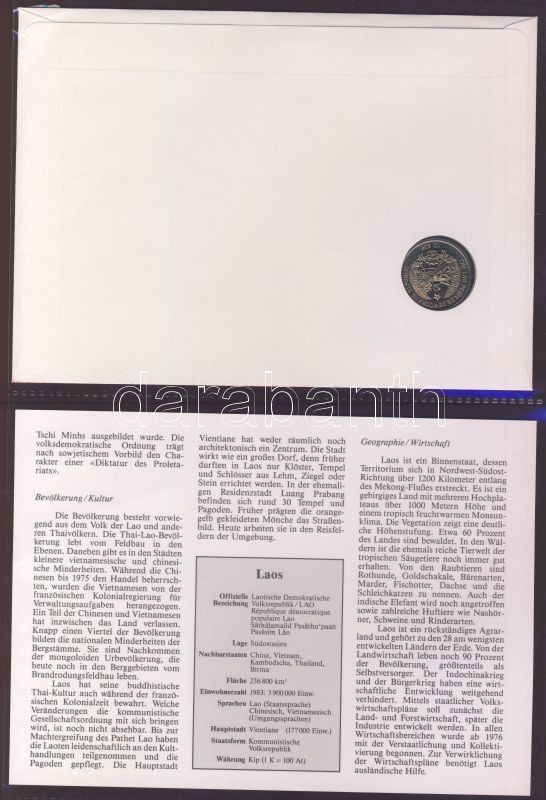 10 KIP
darabanth
Tschi Minhs ausgebildet wurde. Die
volksdemokratische Ordnung trägt
nach sowjetischem Vorbild den Cha-
rakter einer «Diktatur des Proleta-
riats».
Bevölkerung/Kultur
Die Bevölkerung besteht vorwie-
gend aus dem Volk der Lao und ande-
ren Thaivölkern. Die Thai-Lao-Bevöl-
kerung lebt vom Feldbau in den
Ebenen. Daneben gibt es in den Städten
kleinere vietnamesische und chinesi-
sche Minderheiten. Während die Chi-
nesen bis 1975 den Handel beherrsch-
ten, wurden die Vietnamesen von der
französischen Kolonialregierung für
Verwaltungsaufgaben herangezogen.
Ein Teil der Chinesen und Vietnamesen
hat inzwischen das Land verlassen.
Knapp einen Viertel der Bevölkerung
bilden die nationalen Minderheiten der
Bergstämme. Sie sind Nachkommen
der mongoloiden Urbevölkerung, die
heute noch in den Berggebieten vom
Brandrodungsfeldbau leben.
Laos hat seine buddhistische
Thai-Kultur auch während der franzö-
sischen Kolonialzeit bewahrt. Welche
Veränderungen die kommunistische
Gesellschaftsordnung mit sich bringen
wird, ist noch nicht absehbar. Bis zur
Machtergreifung des Pathet Lao haben
die Laoten leidenschaftlich an den Kult-
handlungen teilgenommen und die
Pagoden gepflegt. Die Hauptstadt
Vientiane hat weder räumlich noch
architektonisch ein Zentrum. Die Stadt
wirkt wie ein großes Dorf, denn früher
durften in Laos nur Klöster, Tempel
und Schlösser aus Lehm, Ziegel oder
Stein errichtet werden. In der ehemali-
gen Residenzstadt Luang Prabang
befinden sich rund 30 Tempel und
Pagoden. Früher prägten die orange-
gelb gekleideten Mönche das Straßen-
bild. Heute arbeiten sie in den Reisfel-
dern der Umgebung.
Laos
Offizielle Bezeichnung Laotische Demokratische
Volksrepublik/LAO
République démocratique
populaire Lao
Sāthālanalīd Pasāthu'paait
Pasāsīm Lāo
Lage Südostasien
Nachbarstaaten China, Vietnam,
Kambodscha, Thailand,
Birma
Fläche 236 800 km²
Einwohnerzahl 1983: 3 900 000 Einw.
Sprachen Lao (Staatssprache)
Chinesisch, Vietnamesisch
(Umgangssprachen)
Hauptstadt Vientiane (177 000 Einw.)
Staatsform Kommunistische
Volksrepublik
Währung Kip (1 K = 100 At)
Geographie/Wirtschaft
Laos ist ein Binnenstaat, dessen
Territorium sich in Nordwest-Südost-
Richtung über 1200 Kilometer entlang
des Mekong-Flußes erstreckt. Es ist ein
gebirgiges Land mit mehreren Hochpla-
teaus über 1000 Metern Höhe und
einem tropisch feuchtwarmen Monsun-
klima. Die Vegetation zeigt eine deutli-
che Höhenstufung. Etwa 60 Prozent
des Landes sind bewaldet. In den Wäl-
dern ist die ehemals reiche Tierwelt der
tropischen Säugetiere noch immer gut
erhalten. Von den Raubtieren sind
Rothunde, Goldschakale, Bärenarten,
Marder, Fischotter, Dachse und die
Schleichkatzen zu nennen. Auch der
indische Elefant wird noch angetroffen
sowie zahlreiche Huftiere wie Nashör-
ner, Schweine und Rinderarten.
Laos ist ein rückständiges Agrar-
land und gehört zu den 28 am wenigsten
entwickelten Ländern der Erde. Von der
Landwirtschaft leben noch 90 Prozent
der Bevölkerung, größtenteils als
Selbstversorger. Der Indochinakrieg
und der Bürgerkrieg haben eine wirt-
schaftliche Entwicklung weitgehend
verhindert. Mittels staatlicher Volks-
wirtschaftspläne soll zunächst die
Land- und Forstwirtschaft, später die
Industrie entwickelt werden. In allen
Wirtschaftsbereichen wurde ab 1976
mit der Verstaatlichung und Kollekti-
vierung begonnen. Zur Verwirklichung
der Wirtschaftspläne benötigt Laos
ausländische Hilfe.